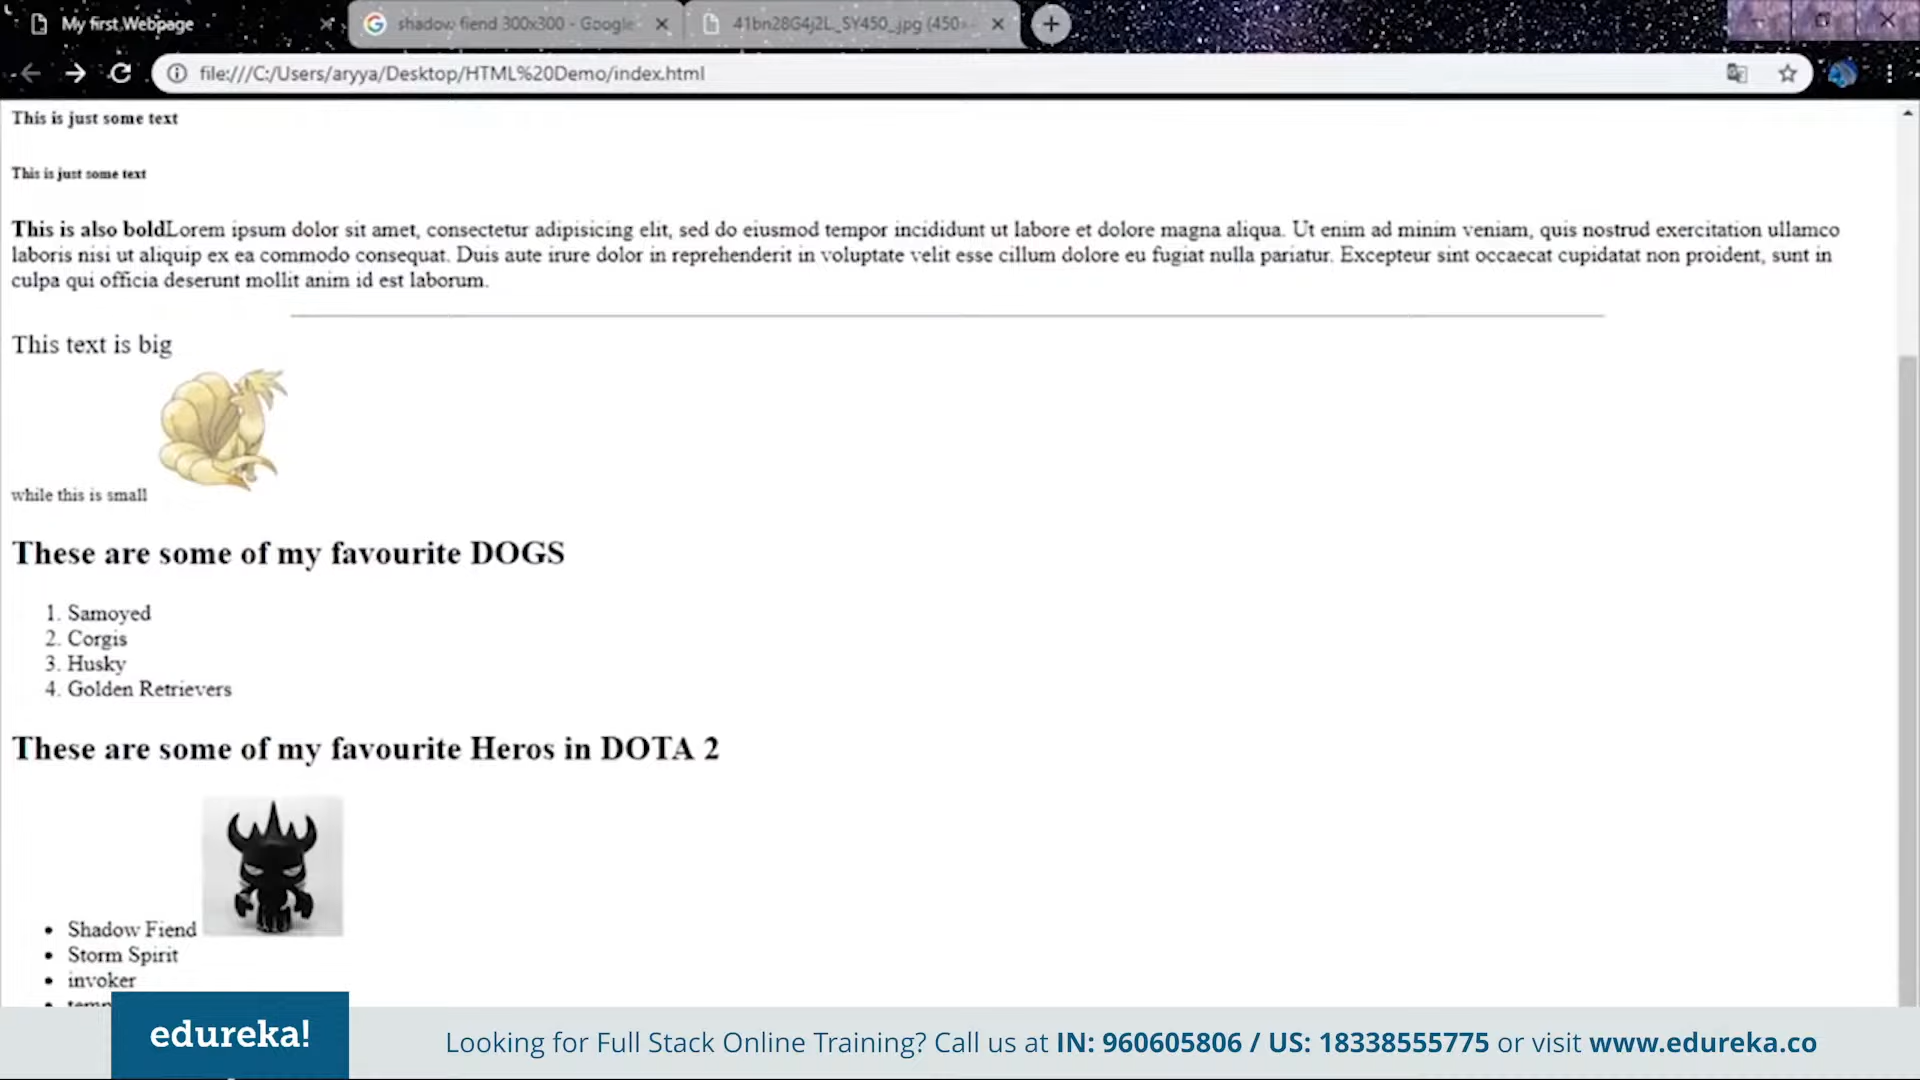 My first Webpage
shadow fiend 300x300 - Google
41bn28G4j2L_SY450_.jpg (450×
file:///C:/Users/aryya/Desktop/HTML%20Demo/index.html
This is just some text
This is just some text
This is also boldLorem ipsum dolor sit amet, consectetur adipisicing elit, sed do eiusmod tempor incididunt ut labore et dolore magna aliqua. Ut enim ad minim veniam, quis nostrud exercitation ullamco
laboris nisi ut aliquip ex ea commodo consequat. Duis aute irure dolor in reprehenderit in voluptate velit esse cillum dolore eu fugiat nulla pariatur. Excepteur sint occaecat cupidatat non proident, sunt in
culpa qui officia deserunt mollit anim id est laborum.
This text is big
while this is small
These are some of my favourite DOGS
1. Samoyed
2. Corgis
3. Husky
4. Golden Retrievers
These are some of my favourite Heros in DOTA 2
• Shadow Fiend
• Storm Spirit
• invoker
edureka!
Looking for Full Stack Online Training? Call us at IN: 960605806 / US: 18338555775 or visit www.edureka.co